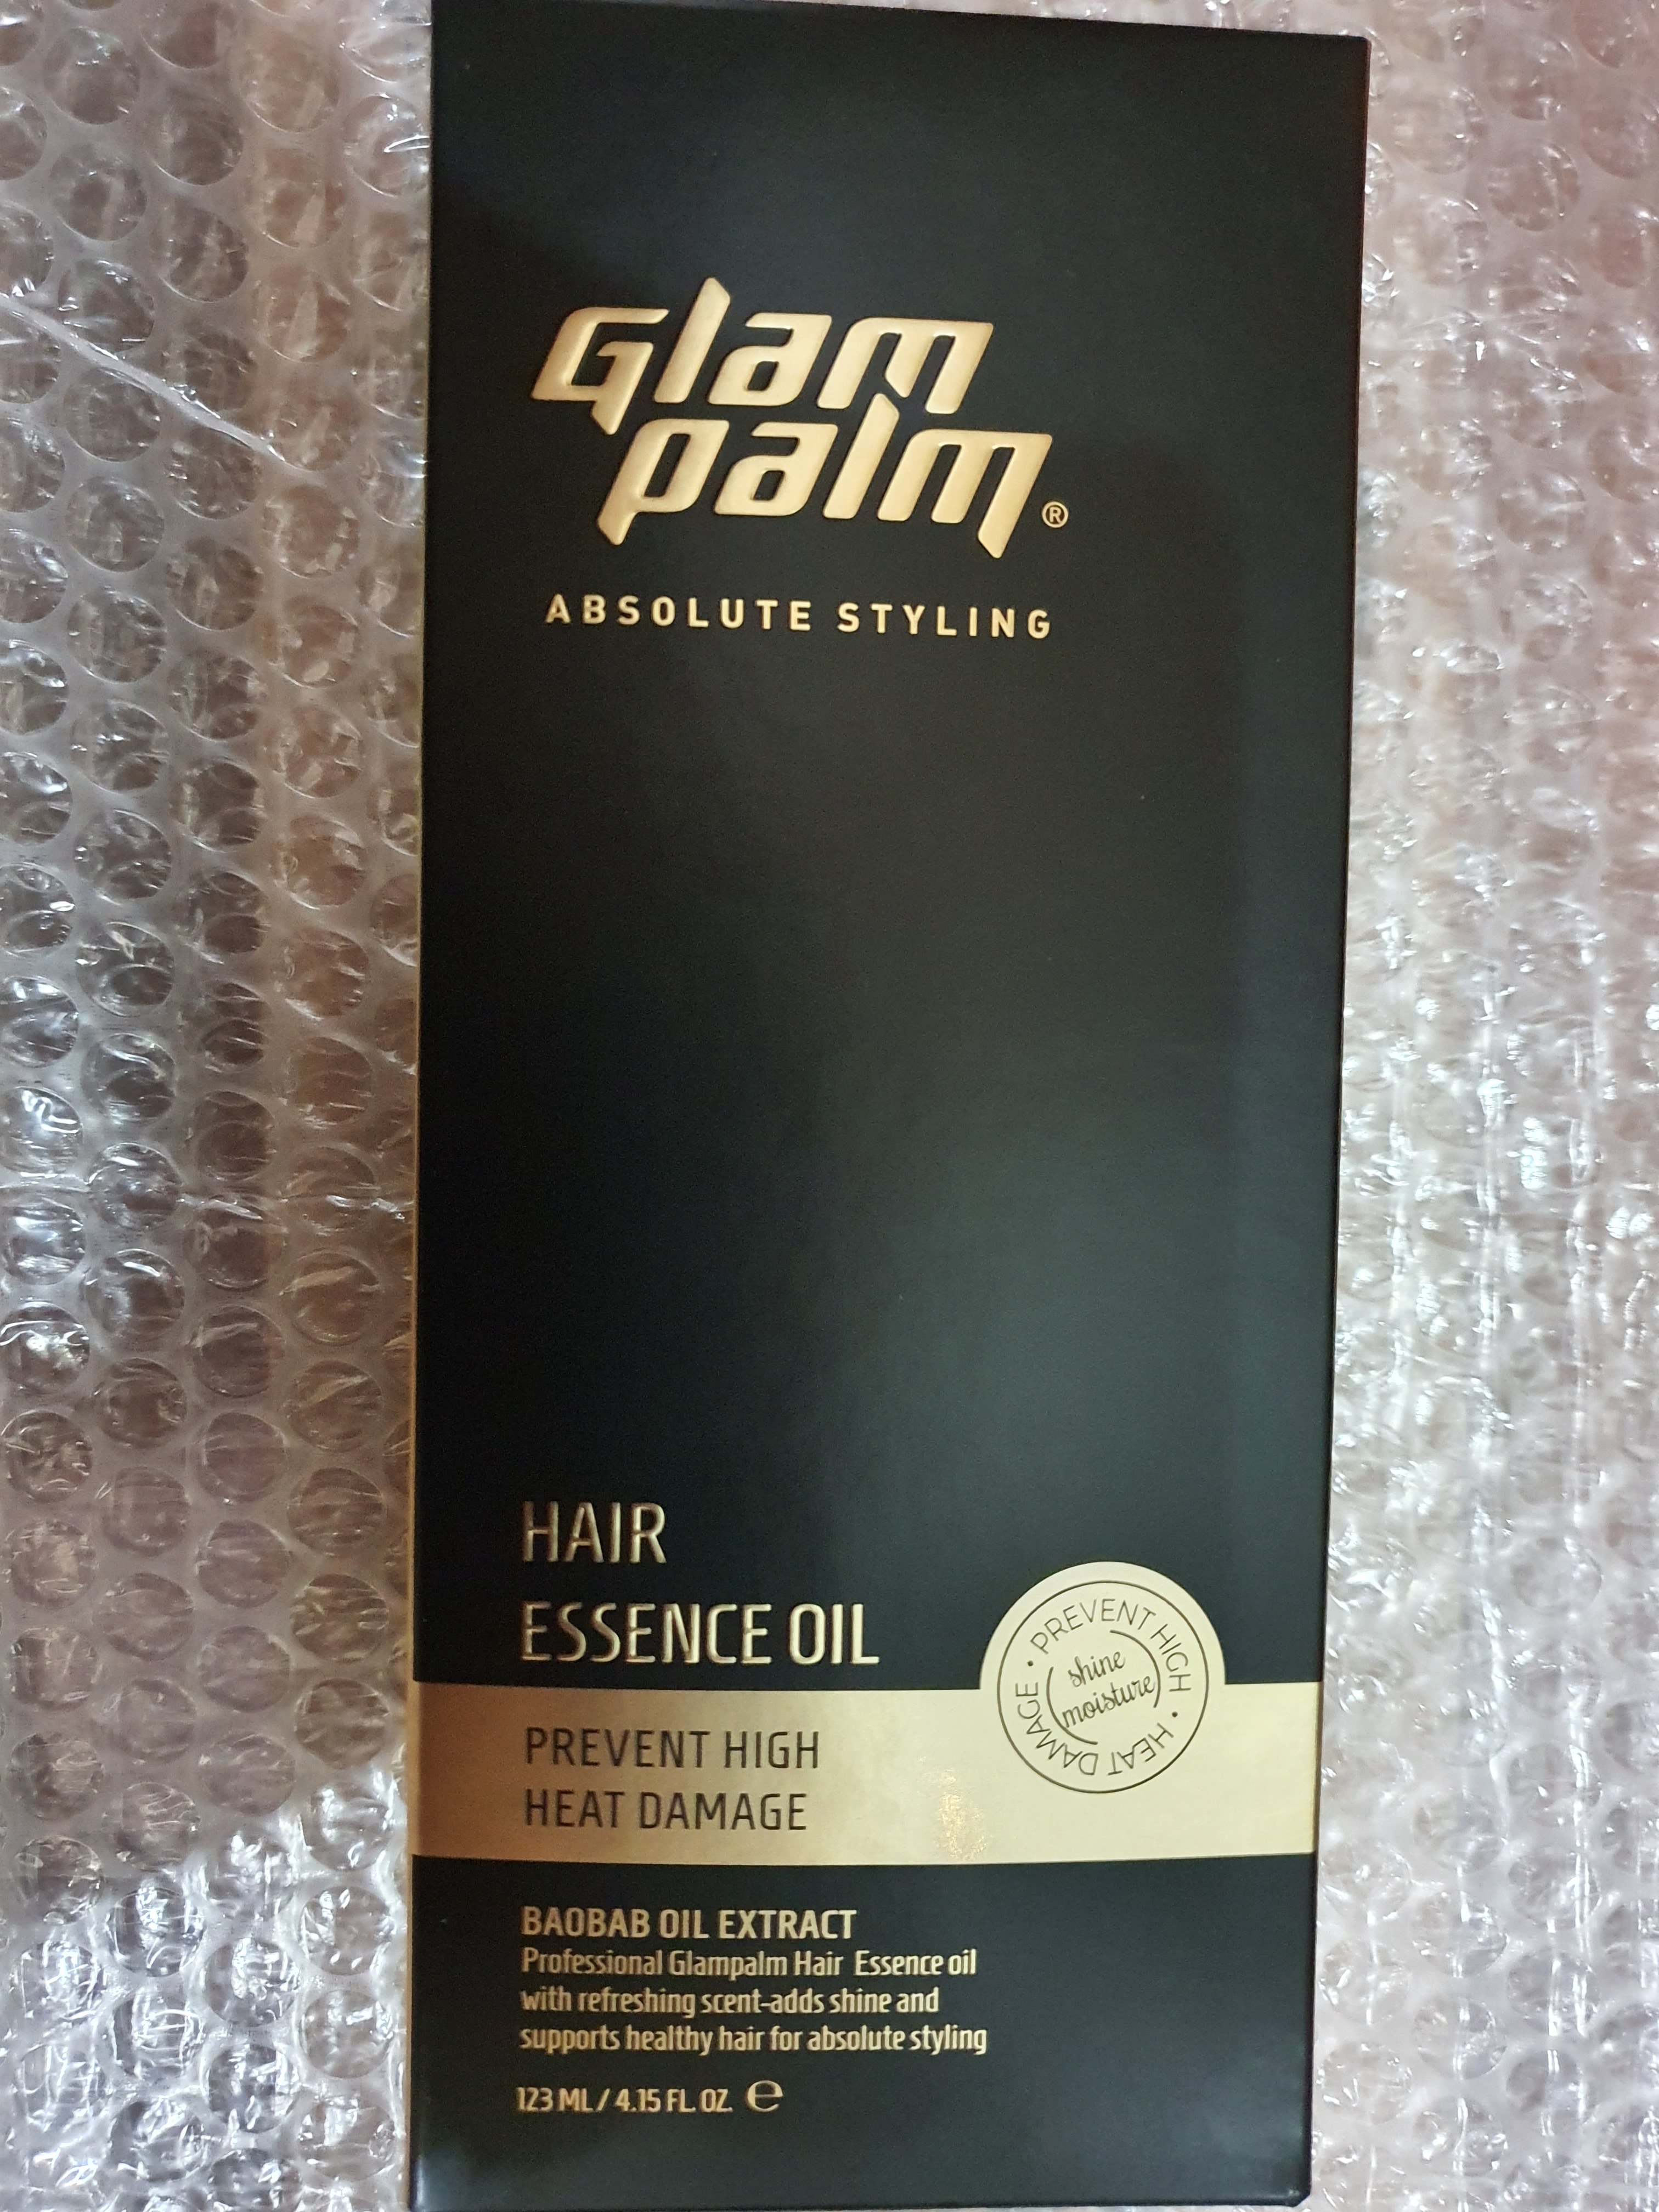 Glam
palm®
ABSOLUTE STYLING
HAIR
ESSENCE OIL
PREVENT HIGH • HEAT DAMAGE •
shine
moisture
PREVENT HIGH
HEAT DAMAGE
BAOBAB OIL EXTRACT
Professional Glampalm Hair Essence oil
with refreshing scent-adds shine and
supports healthy hair for absolute styling
123 ML / 4.15 FL. OZ. ℮